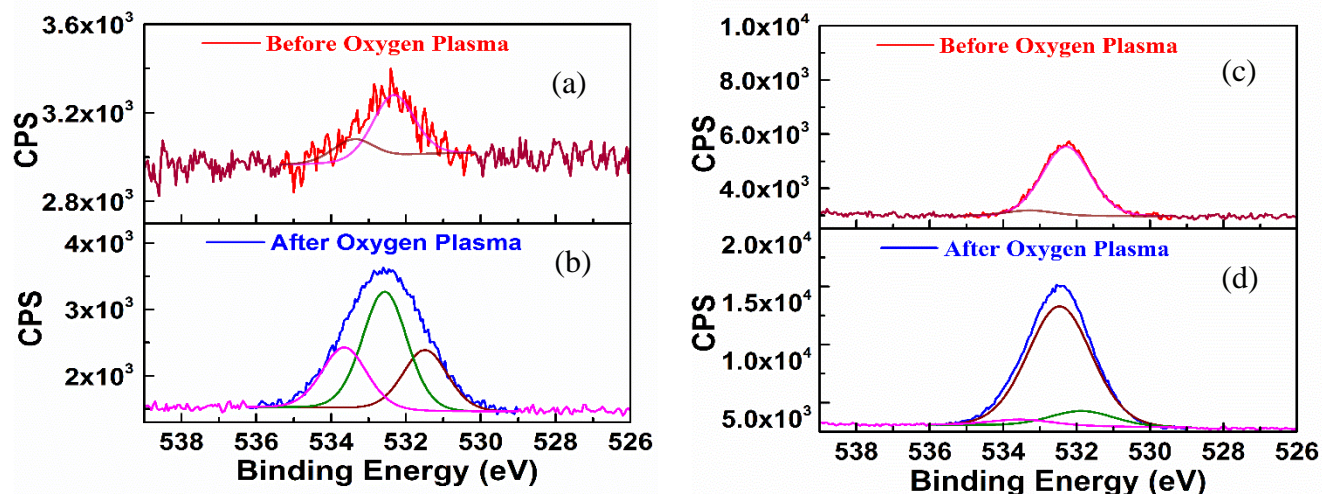 3.6x10³
Before Oxygen Plasma
(a)
3.2x10³
CPS
2.8x10³
4x10³
After Oxygen Plasma
(b)
3x10³
CPS
2x10³
538 536 534 532 530 528 526
Binding Energy (eV)
1.0x10⁴
Before Oxygen Plasma
(c)
8.0x10³
CPS
6.0x10³
4.0x10³
2.0x10⁴
After Oxygen Plasma
(d)
1.5x10⁴
CPS
1.0x10⁴
5.0x10³
538 536 534 532 530 528 526
Binding Energy (eV)